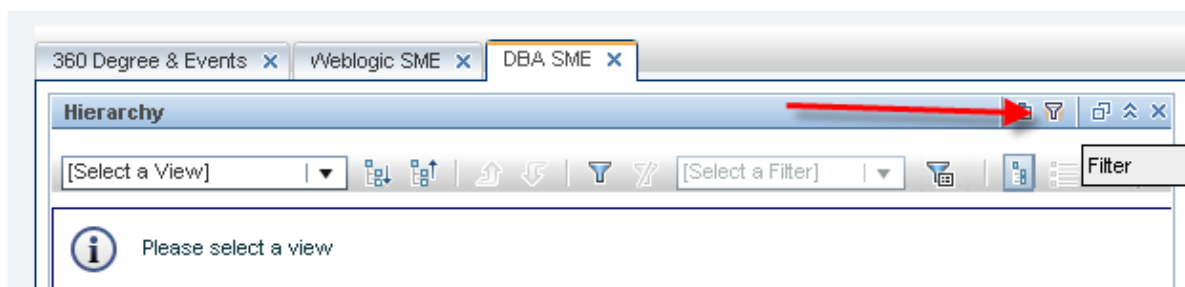 360 Degree & Events
Weblogic SME
DBA SME
Hierarchy
[Select a View]
[Select a Filter]
Filter
Please select a view